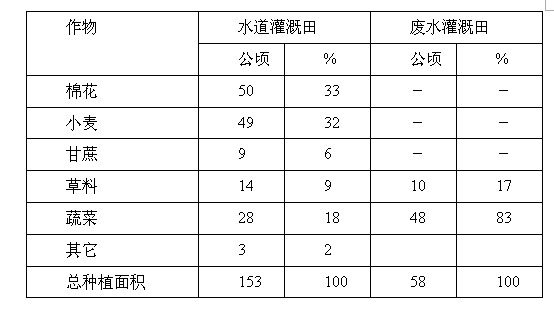 作物 水道灌溉田 废水灌溉田
公顷 % 公顷 %
棉花 50 33 — —
小麦 49 32 — —
甘蔗 9 6 — —
草料 14 9 10 17
蔬菜 28 18 48 83
其它 3 2
总种植面积 153 100 58 100